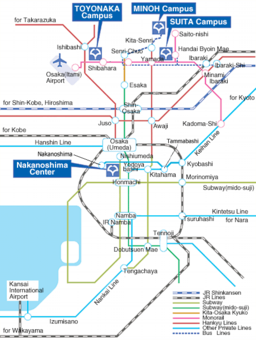 TOYONAKA
Campus
MINOH Campus
SUITA Campus
for Takarazuka
Kita-Senri
Saito-nishi
Ishibashi
Senri-Chuo
Handai Byoin Mae
Osaka(Itami)
Airport
Shibahara
Yamada
Ibaraki
Ibaraki-Shi
Minami
Ibaraki
Esaka
for Kyoto
for Shin-Kobe, Hiroshima
Shin-
Osaka
Juso
Awaji
Kadoma-Shi
for Kobe
Keihan Line
Hanshin Line
Osaka
(Umeda)
Temmabashi
Nakanoshima
Nishiumeda
Kyobashi
Nakanoshima
Center
Kitahama
Morinomiya
Honmachi
Subway(mido-suji)
Namba
JR Namba
Tsuruhashi
Kintetsu Line
for Nara
Tennoji
Dobutsuen Mae
Kansai
International
Airport
Tengachaya
Nankai Line
Izumisano
for Wakayama
JR Shinkansen
JR Lines
Subway
Subway(mido-suji)
Kita-Osaka Kyuko
Monorail
Hankyu Lines
Other Private Lines
Bus Lines